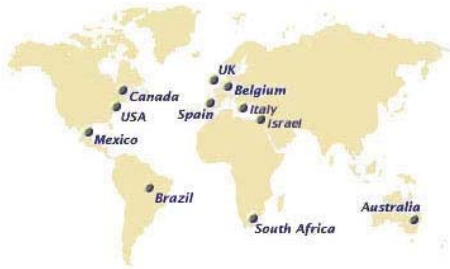 UK
Belgium
Canada
Spain
Italy
USA
Israel
Mexico
Brazil
Australia
South Africa